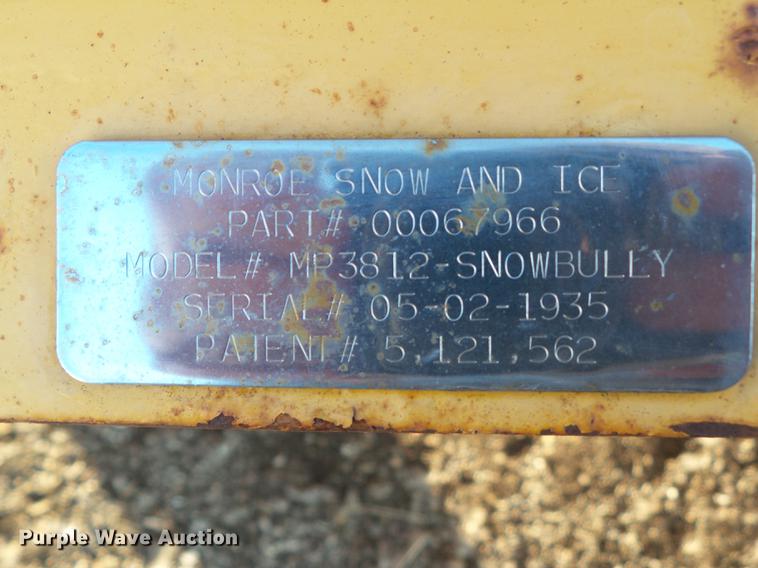 MONROE SNOW AND ICE
PART# 00067966
MODEL# MP3812-SNOWBULLY
SERIAL# 05-02-1935
PATENT# 5,121,562
Purple Wave Auction